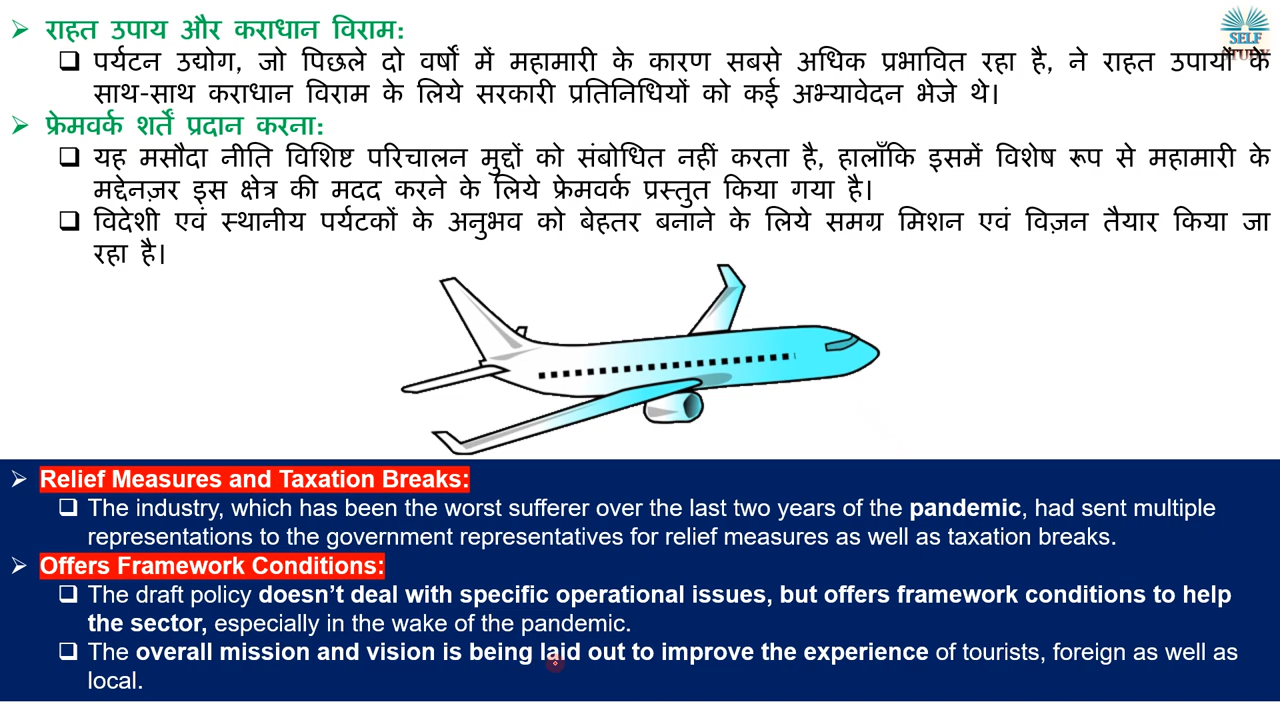 ➢ राहत उपाय और कराधान विराम:
❑ पर्यटन उद्योग, जो पिछले दो वर्षों में महामारी के कारण सबसे अधिक प्रभावित रहा है, ने राहत उपायों के
साथ-साथ कराधान विराम के लिये सरकारी प्रतिनिधियों को कई अभ्यावेदन भेजे थे।
➢ फ्रेमवर्क शर्तें प्रदान करना:
❑ यह मसौदा नीति विशिष्ट परिचालन मुद्दों को संबोधित नहीं करता है, हालाँकि इसमें विशेष रूप से महामारी के
मद्देनज़र इस क्षेत्र की मदद करने के लिये फ्रेमवर्क प्रस्तुत किया गया है।
❑ विदेशी एवं स्थानीय पर्यटकों के अनुभव को बेहतर बनाने के लिये समग्र मिशन एवं विज़न तैयार किया जा
रहा है।
SELF
STUDY
➢ Relief Measures and Taxation Breaks:
❑ The industry, which has been the worst sufferer over the last two years of the pandemic, had sent multiple
representations to the government representatives for relief measures as well as taxation breaks.
➢ Offers Framework Conditions:
❑ The draft policy doesn’t deal with specific operational issues, but offers framework conditions to help
the sector, especially in the wake of the pandemic.
❑ The overall mission and vision is being laid out to improve the experience of tourists, foreign as well as
local.